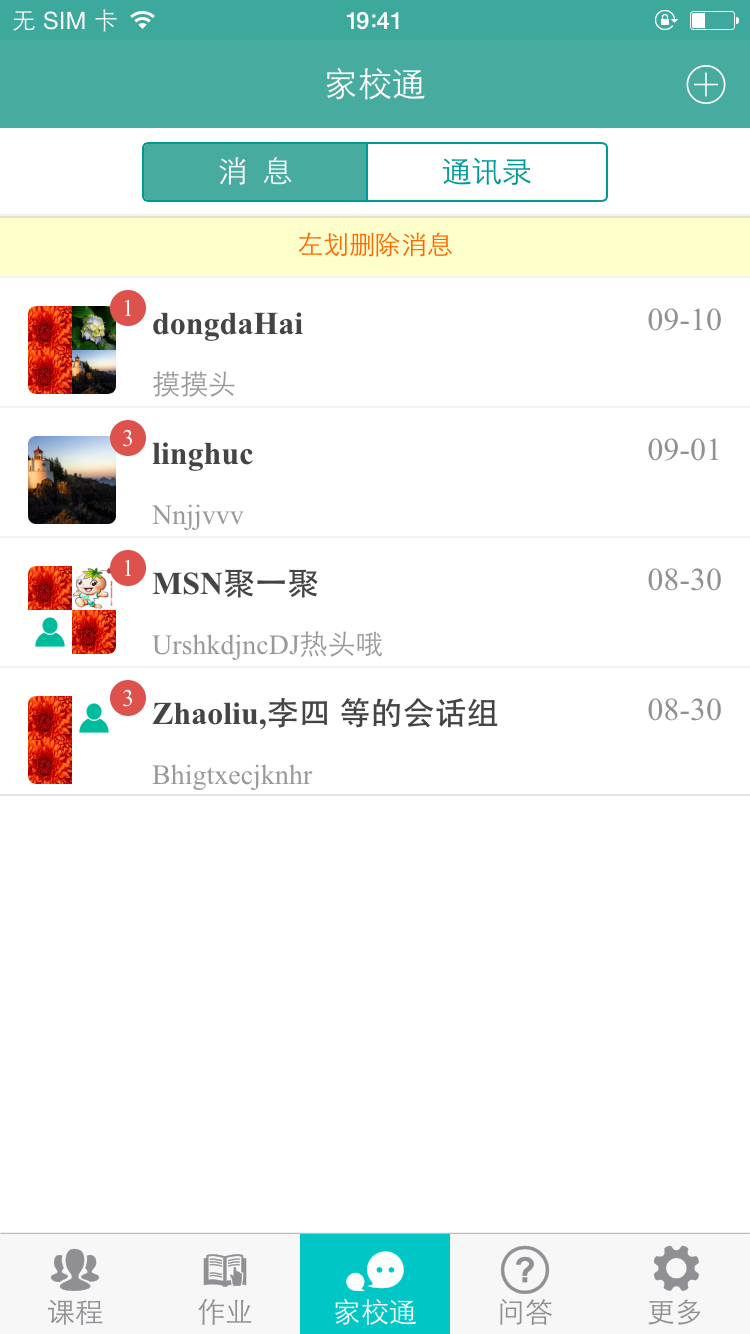 无 SIM 卡 19:41
家校通
消 息 通讯录
左划删除消息
1 dongdaHai 09-10
摸摸头
3 linghuc 09-01
Nnjjvvv
1 MSN聚一聚 08-30
UrshkdjncDJ热头哦
3 Zhaoliu,李四 等的会话组 08-30
Bhigtxecjknhr
课程 作业 家校通 问答 更多